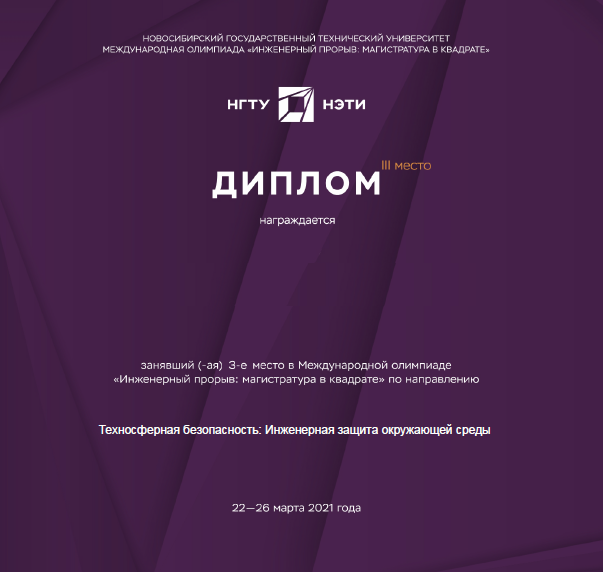 НОВОСИБИРСКИЙ ГОСУДАРСТВЕННЫЙ ТЕХНИЧЕСКИЙ УНИВЕРСИТЕТ
МЕЖДУНАРОДНАЯ ОЛИМПИАДА «ИНЖЕНЕРНЫЙ ПРОРЫВ: МАГИСТРАТУРА В КВАДРАТЕ»
НГТУ НЭТИ
III место
ДИПЛОМ
награждается
занявший (-ая) 3-е место в Международной олимпиаде
«Инженерный прорыв: магистратура в квадрате» по направлению
Техносферная безопасность: Инженерная защита окружающей среды
22—26 марта 2021 года